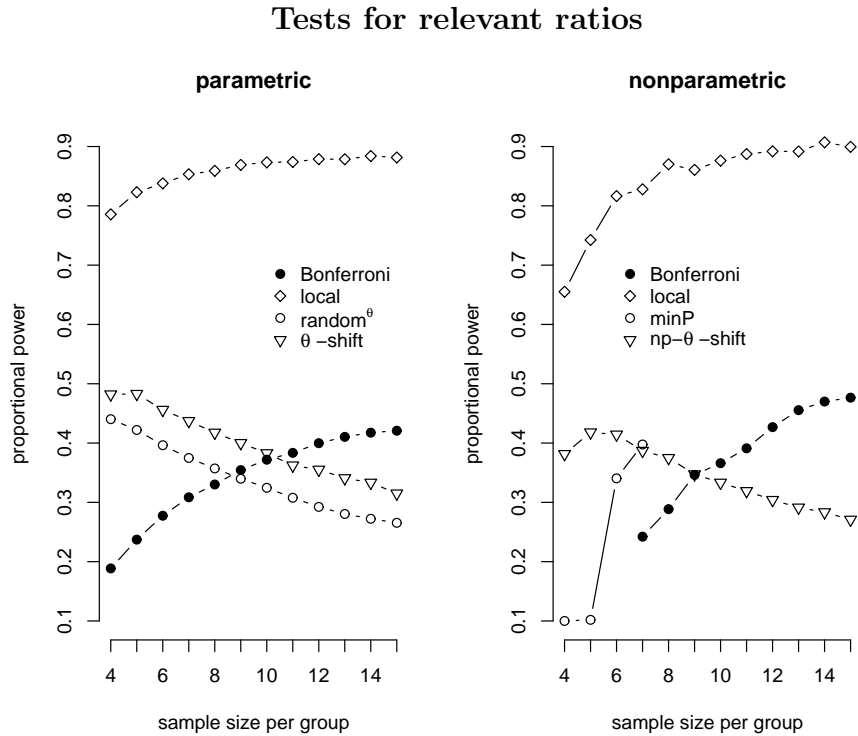 Tests for relevant ratios
parametric
proportional power
0.9
0.8
0.7
0.6
0.5
0.4
0.3
0.2
0.1
Bonferroni
local
random^θ
θ −shift
4 6 8 10 12 14
sample size per group
nonparametric
proportional power
0.9
0.8
0.7
0.6
0.5
0.4
0.3
0.2
0.1
Bonferroni
local
minP
np−θ −shift
4 6 8 10 12 14
sample size per group